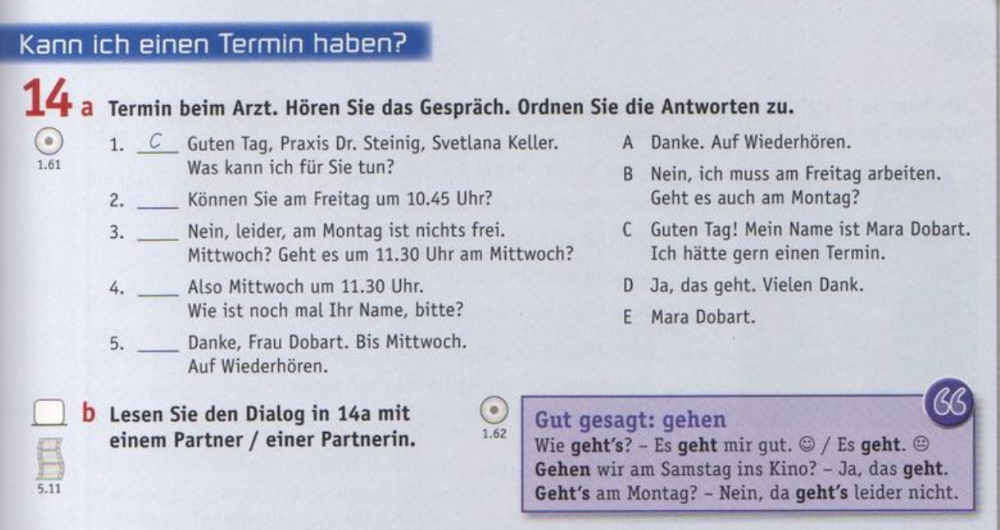 Kann ich einen Termin haben?
14 a Termin beim Arzt. Hören Sie das Gespräch. Ordnen Sie die Antworten zu.
1.61
1. C Guten Tag, Praxis Dr. Steinig, Svetlana Keller.
Was kann ich für Sie tun?
2. ____ Können Sie am Freitag um 10.45 Uhr?
3. ____ Nein, leider, am Montag ist nichts frei.
Mittwoch? Geht es um 11.30 Uhr am Mittwoch?
4. ____ Also Mittwoch um 11.30 Uhr.
Wie ist noch mal Ihr Name, bitte?
5. ____ Danke, Frau Dobart. Bis Mittwoch.
Auf Wiederhören.
A Danke. Auf Wiederhören.
B Nein, ich muss am Freitag arbeiten.
Geht es auch am Montag?
C Guten Tag! Mein Name ist Mara Dobart.
Ich hätte gern einen Termin.
D Ja, das geht. Vielen Dank.
E Mara Dobart.
b Lesen Sie den Dialog in 14a mit
einem Partner / einer Partnerin.
5.11
1.62
Gut gesagt: gehen
Wie geht's? – Es geht mir gut. ☺ / Es geht. 😐
Gehen wir am Samstag ins Kino? – Ja, das geht.
Geht's am Montag? – Nein, da geht's leider nicht.